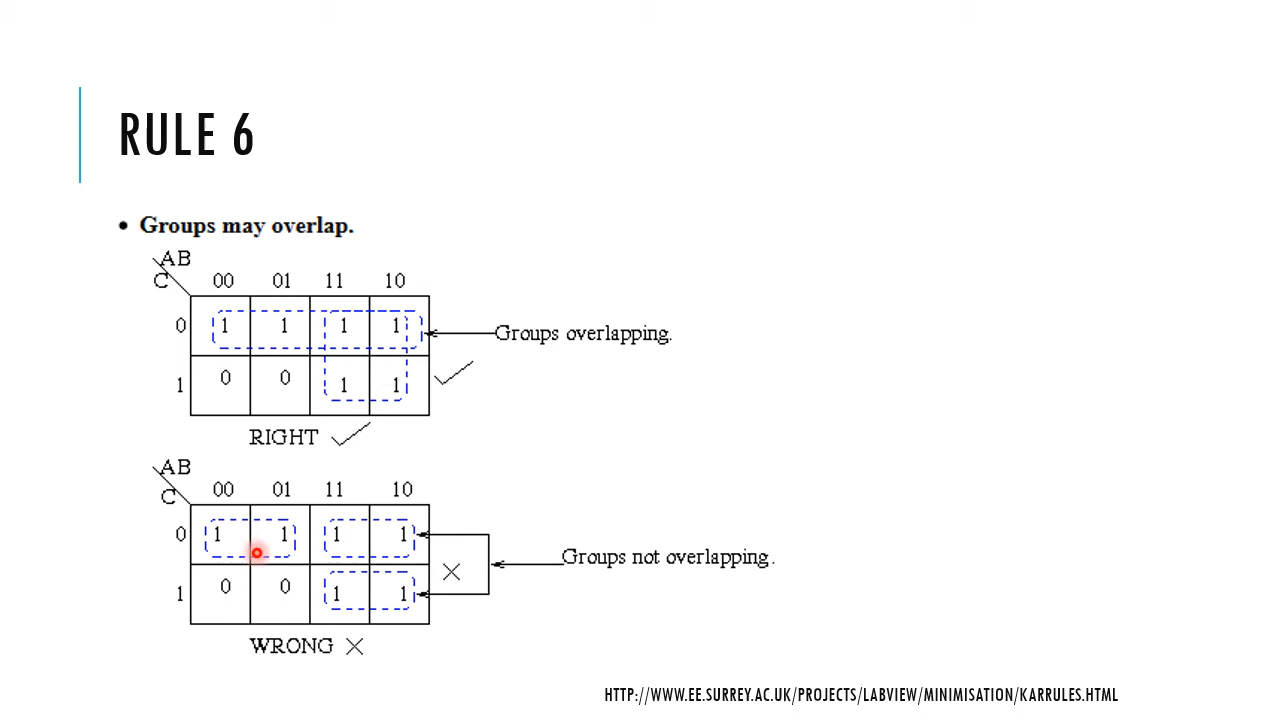 RULE 6
• Groups may overlap.
AB
C 00 01 11 10
0 1 1 1 1
Groups overlapping.
1 0 0 1 1
RIGHT
AB
C 00 01 11 10
0 1 1 1 1
Groups not overlapping.
1 0 0 1 1
WRONG
HTTP://WWW.EE.SURREY.AC.UK/PROJECTS/LABVIEW/MINIMISATION/KARRULES.HTML